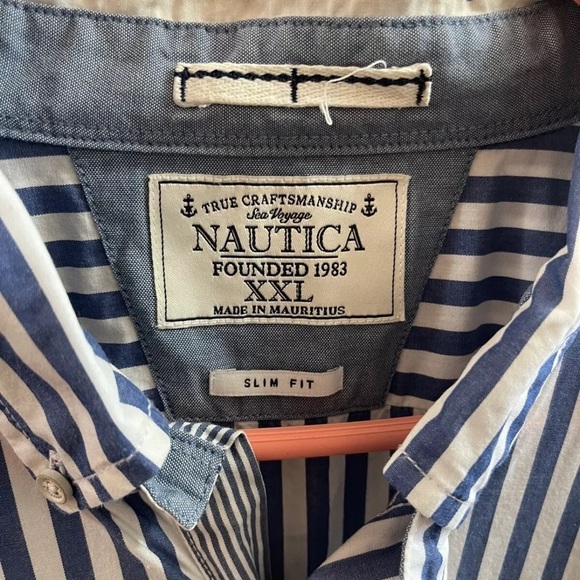 TRUE CRAFTSMANSHIP
Sea Voyage
NAUTICA
FOUNDED 1983
XXL
MADE IN MAURITIUS
SLIM FIT